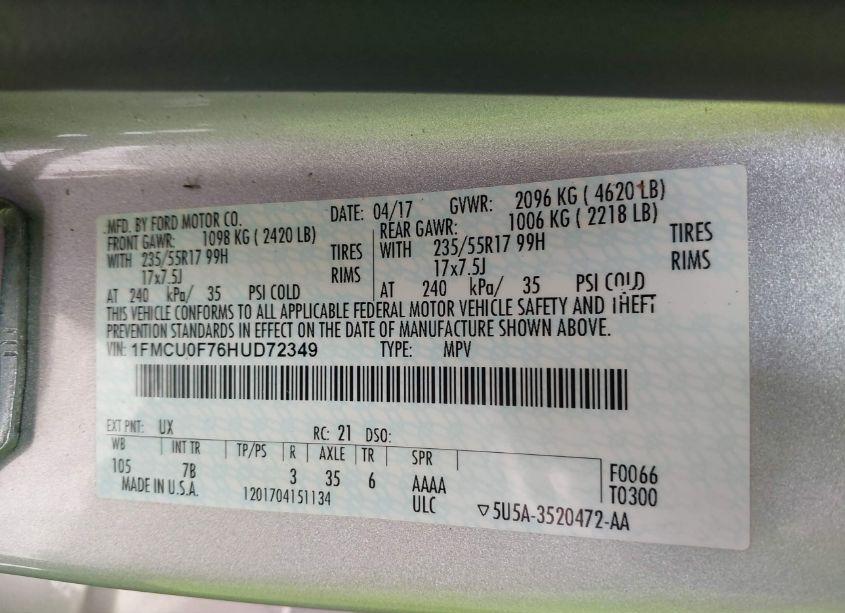 MFD. BY FORD MOTOR CO. DATE: 04/17 GVWR: 2096 KG ( 4620 LB)
FRONT GAWR: 1098 KG ( 2420 LB) REAR GAWR: 1006 KG ( 2218 LB)
WITH 235/55R17 99H TIRES WITH 235/55R17 99H TIRES
17x7.5J RIMS 17x7.5J RIMS
AT 240 kPa/ 35 PSI COLD AT 240 kPa/ 35 PSI COLD
THIS VEHICLE CONFORMS TO ALL APPLICABLE FEDERAL MOTOR VEHICLE SAFETY AND THEFT
PREVENTION STANDARDS IN EFFECT ON THE DATE OF MANUFACTURE SHOWN ABOVE.
VIN: 1FMCU0F76HUD72349 TYPE: MPV
EXT PNT: UX RC: 21 DSO:
WB INT TR TP/PS R AXLE TR SPR
105 7B 3 35 6 AAAA F0066
MADE IN U.S.A. 1201704151134 ULC T0300
▽5U5A-3520472-AA